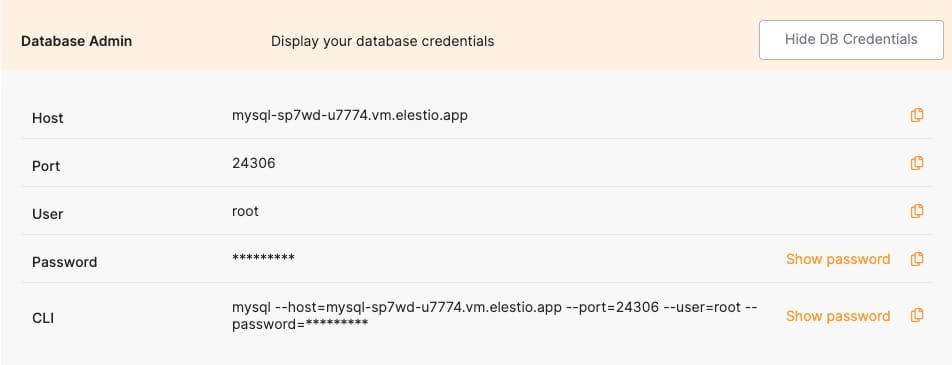 Database Admin Display your database credentials Hide DB Credentials
Host mysql-sp7wd-u7774.vm.elestio.app
Port 24306
User root
Password ********* Show password
CLI mysql --host=mysql-sp7wd-u7774.vm.elestio.app --port=24306 --user=root --
password=********* Show password